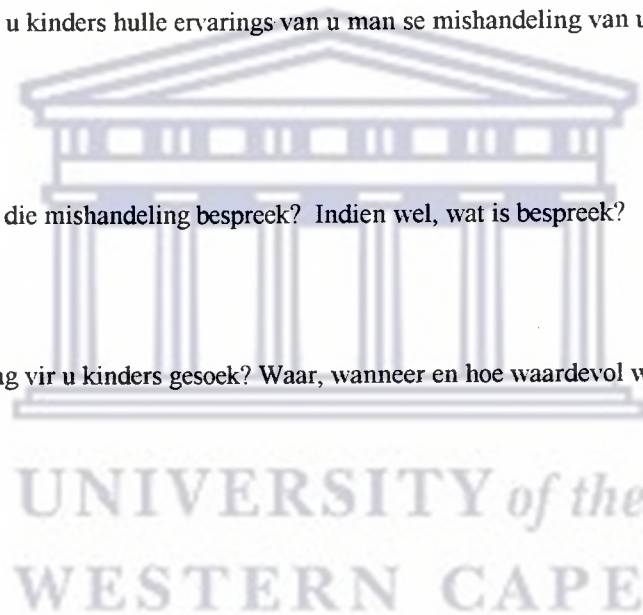 u kinders hulle ervarings van u man se mishandeling van u
die mishandeling bespreek? Indien wel, wat is bespreek?
vir u kinders gesoek? Waar, wanneer en hoe waardevol
UNIVERSITY of the
WESTERN CAPE